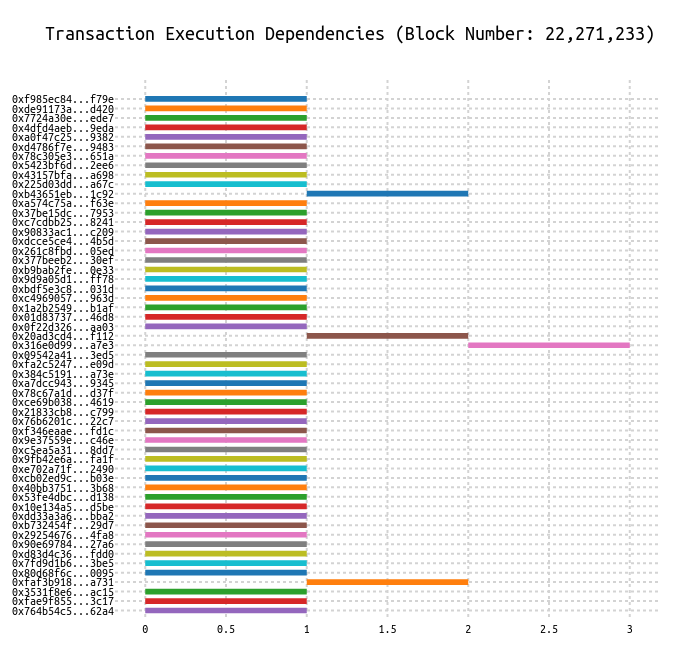 Transaction Execution Dependencies (Block Number: 22,271,233)
0xf985ec84...f79e
0xde91173a...d420
0x7724a30e...ede7
0x4dfd4aeb...9eda
0xa0f47c25...9382
0xd4786f7e...9483
0x78c305e3...651a
0x5423bf6d...2ee6
0x43157bfa...a698
0x225d03dd...a67c
0xb43651eb...1c92
0xa574c75a...f63e
0x37be15dc...7953
0xc7cdbb25...8241
0x90833ac1...c209
0xdcce5ce4...4b5d
0x261c8fbd...05ed
0x377beeb2...30ef
0xb9bab2fe...0e33
0x9d9a05d1...ff78
0xbdf5e3c8...031d
0xc4969057...963d
0x1a2b2549...b1af
0x01d83737...46d8
0x0f22d326...aa03
0x20ad3cd4...f112
0x316e0d99...a7e3
0x09542a41...3ed5
0xfa2c5247...e09d
0x384c5191...a73e
0xa7dcc943...9345
0x78c67a1d...d37f
0xce69b038...4619
0x21833cb8...c799
0x76b6201c...22c7
0xf346eaae...fd1c
0x9e37559e...c46e
0xc5ea5a31...8dd7
0x9fb42e6a...fa1f
0xe702a71f...2490
0xcb02ed9c...b03e
0x40bb3751...3b68
0x53fe4dbc...d138
0x10e134a5...d5be
0xdd33a3a6...bba2
0xb732454f...29d7
0x29254676...4fa8
0x90e69784...27a6
0xd83d4c36...fdd0
0x7fd9d1b6...3be5
0x80d68f6c...0095
0xfaf3b918...a731
0x3531f8e6...ac15
0xfae9f855...3c17
0x764b54c5...62a4
0 0.5 1 1.5 2 2.5 3